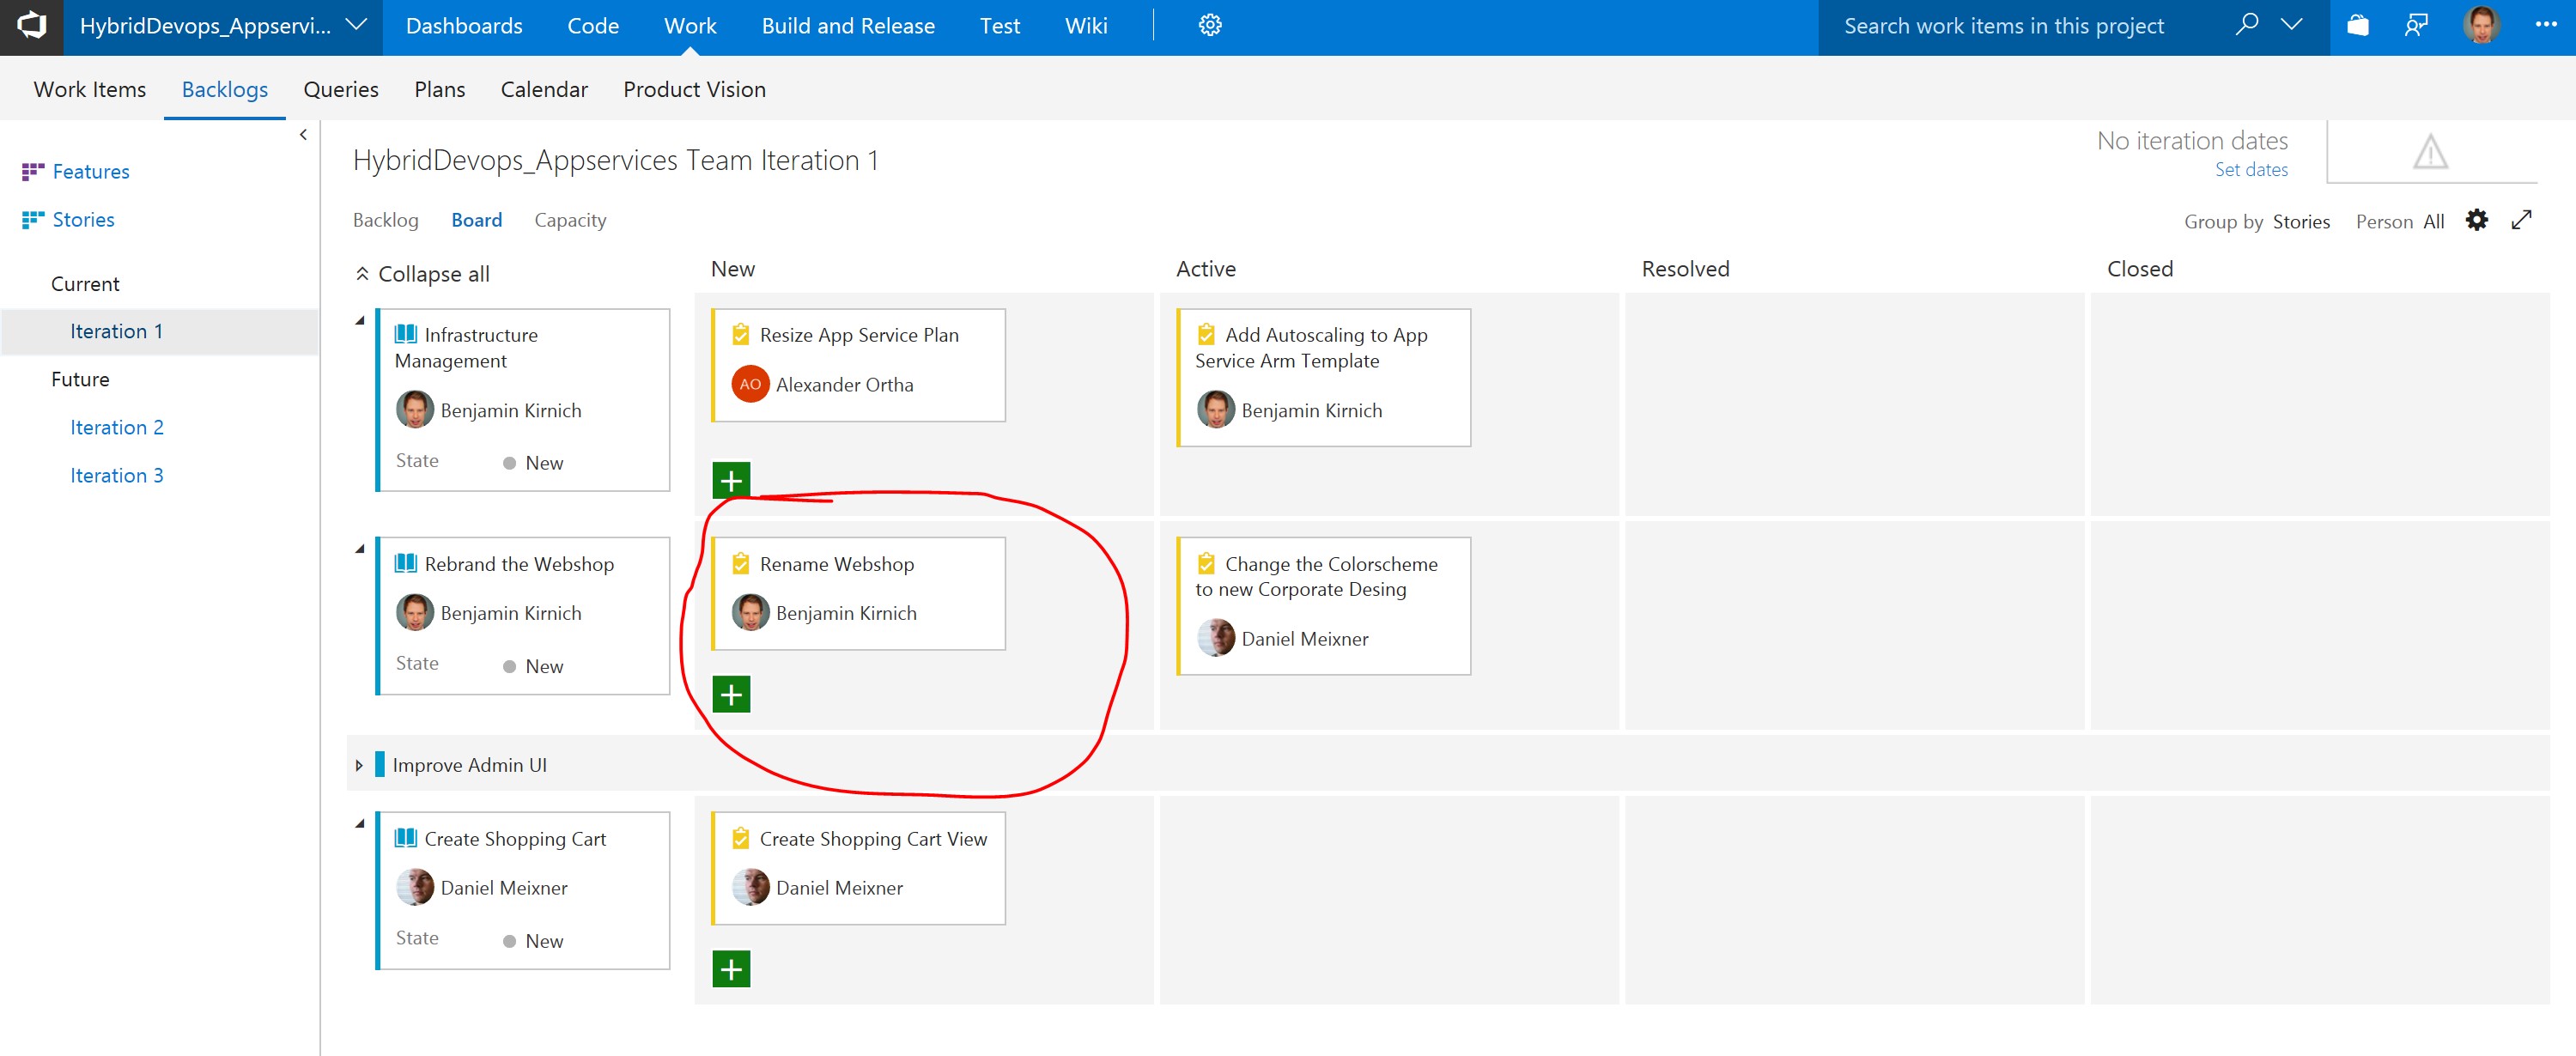 HybridDevops_Appservi...
Dashboards
Code
Work
Build and Release
Test
Wiki
Search work items in this project
Work Items
Backlogs
Queries
Plans
Calendar
Product Vision
Features
Stories
Current
Iteration 1
Future
Iteration 2
Iteration 3
HybridDevops_Appservices Team Iteration 1
No iteration dates
Set dates
Backlog
Board
Capacity
Group by Stories
Person All
Collapse all
New
Active
Resolved
Closed
Infrastructure
Management
Benjamin Kirnich
State
New
Resize App Service Plan
AO
Alexander Ortha
Add Autoscaling to App
Service Arm Template
Benjamin Kirnich
Rebrand the Webshop
Benjamin Kirnich
State
New
Rename Webshop
Benjamin Kirnich
Change the Colorscheme
to new Corporate Desing
Daniel Meixner
Improve Admin UI
Create Shopping Cart
Daniel Meixner
State
New
Create Shopping Cart View
Daniel Meixner